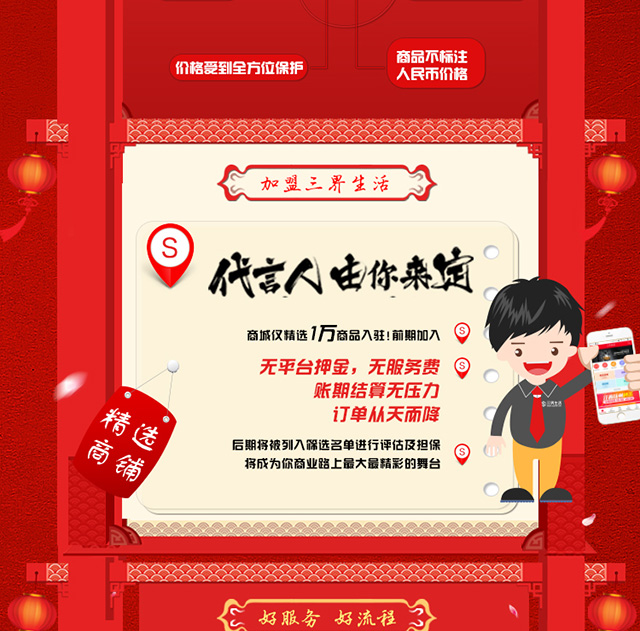 价格受到全方位保护
商品不标注
人民币价格
加盟三界生活
S
代言人 由你来定
商城仅精选1万商品入驻!前期加入
S
无平台押金，无服务费
S
账期结算无压力
订单从天而降
精选
商铺
后期将被列入筛选名单进行评估及担保
S
将成为你商业路上最大最精彩的舞台
好服务 好流程